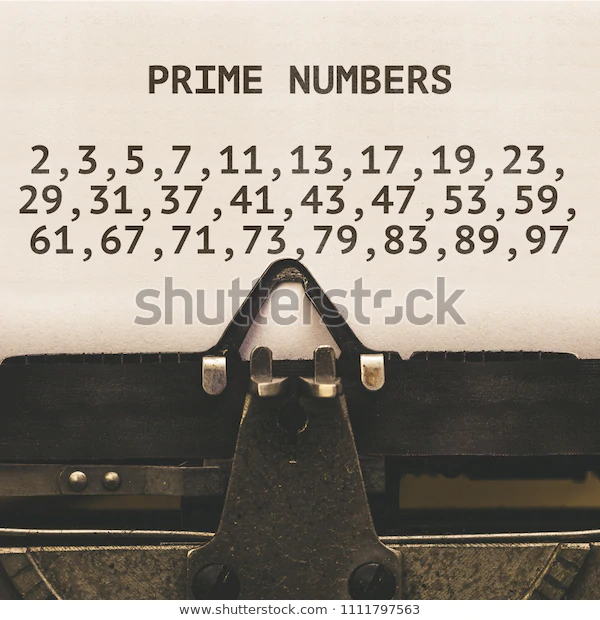 PRIME NUMBERS
2,3,5,7,11,13,17,19,23,
29,31,37,41,43,47,53,59,
61,67,71,73,79,83,89,97
shutterstock
www.shutterstock.com · 1111797563